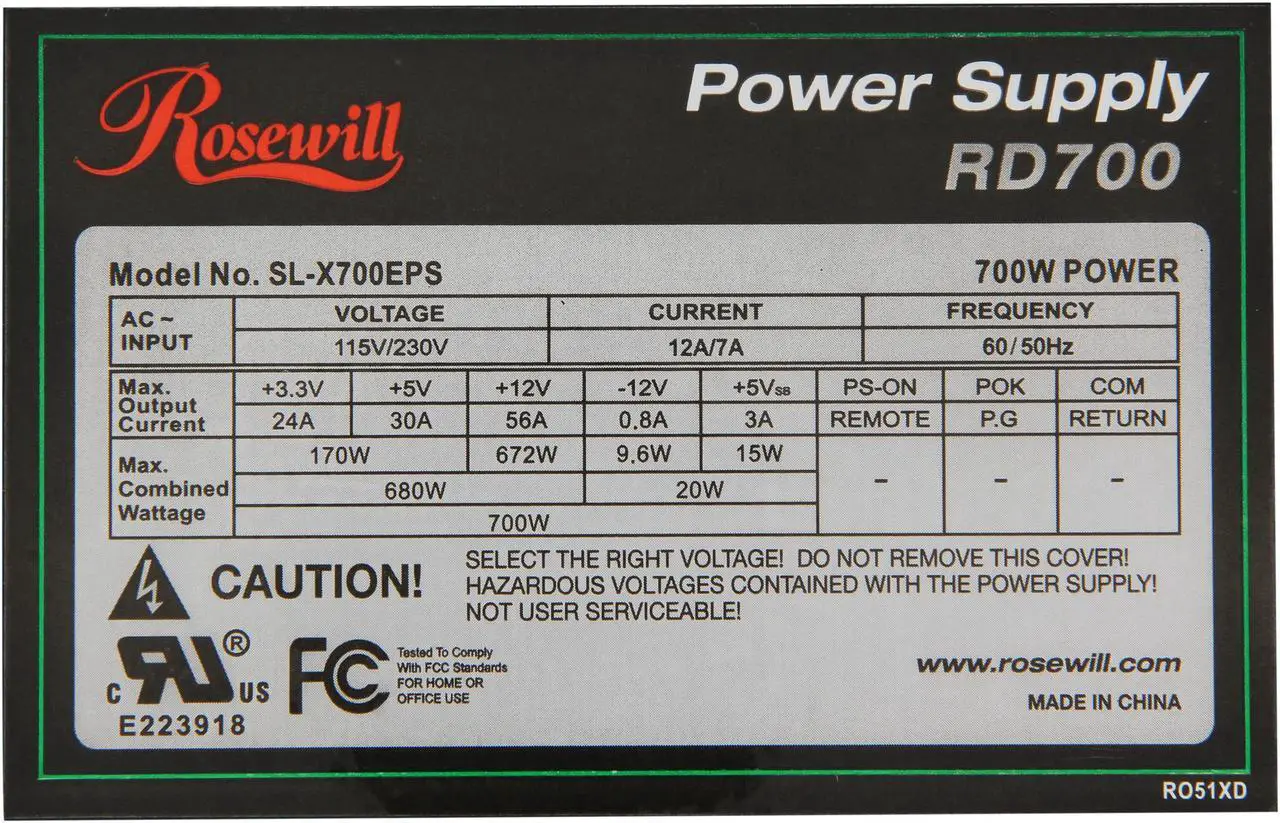 Rosewill
Power Supply
RD700
Model No. SL-X700EPS
700W POWER
AC ~ INPUT
VOLTAGE CURRENT FREQUENCY
115V/230V 12A/7A 60/50Hz
Max. Output Current
+3.3V +5V +12V -12V +5VSB PS-ON POK COM
24A 30A 56A 0.8A 3A REMOTE P.G RETURN
Max. Combined Wattage
170W 672W 9.6W 15W – – –
680W 20W
700W
CAUTION!
SELECT THE RIGHT VOLTAGE! DO NOT REMOVE THIS COVER!
HAZARDOUS VOLTAGES CONTAINED WITH THE POWER SUPPLY!
NOT USER SERVICEABLE!
C RU ® US
E223918
FC
Tested To Comply
With FCC Standards
FOR HOME OR
OFFICE USE
www.rosewill.com
MADE IN CHINA
RO51XD